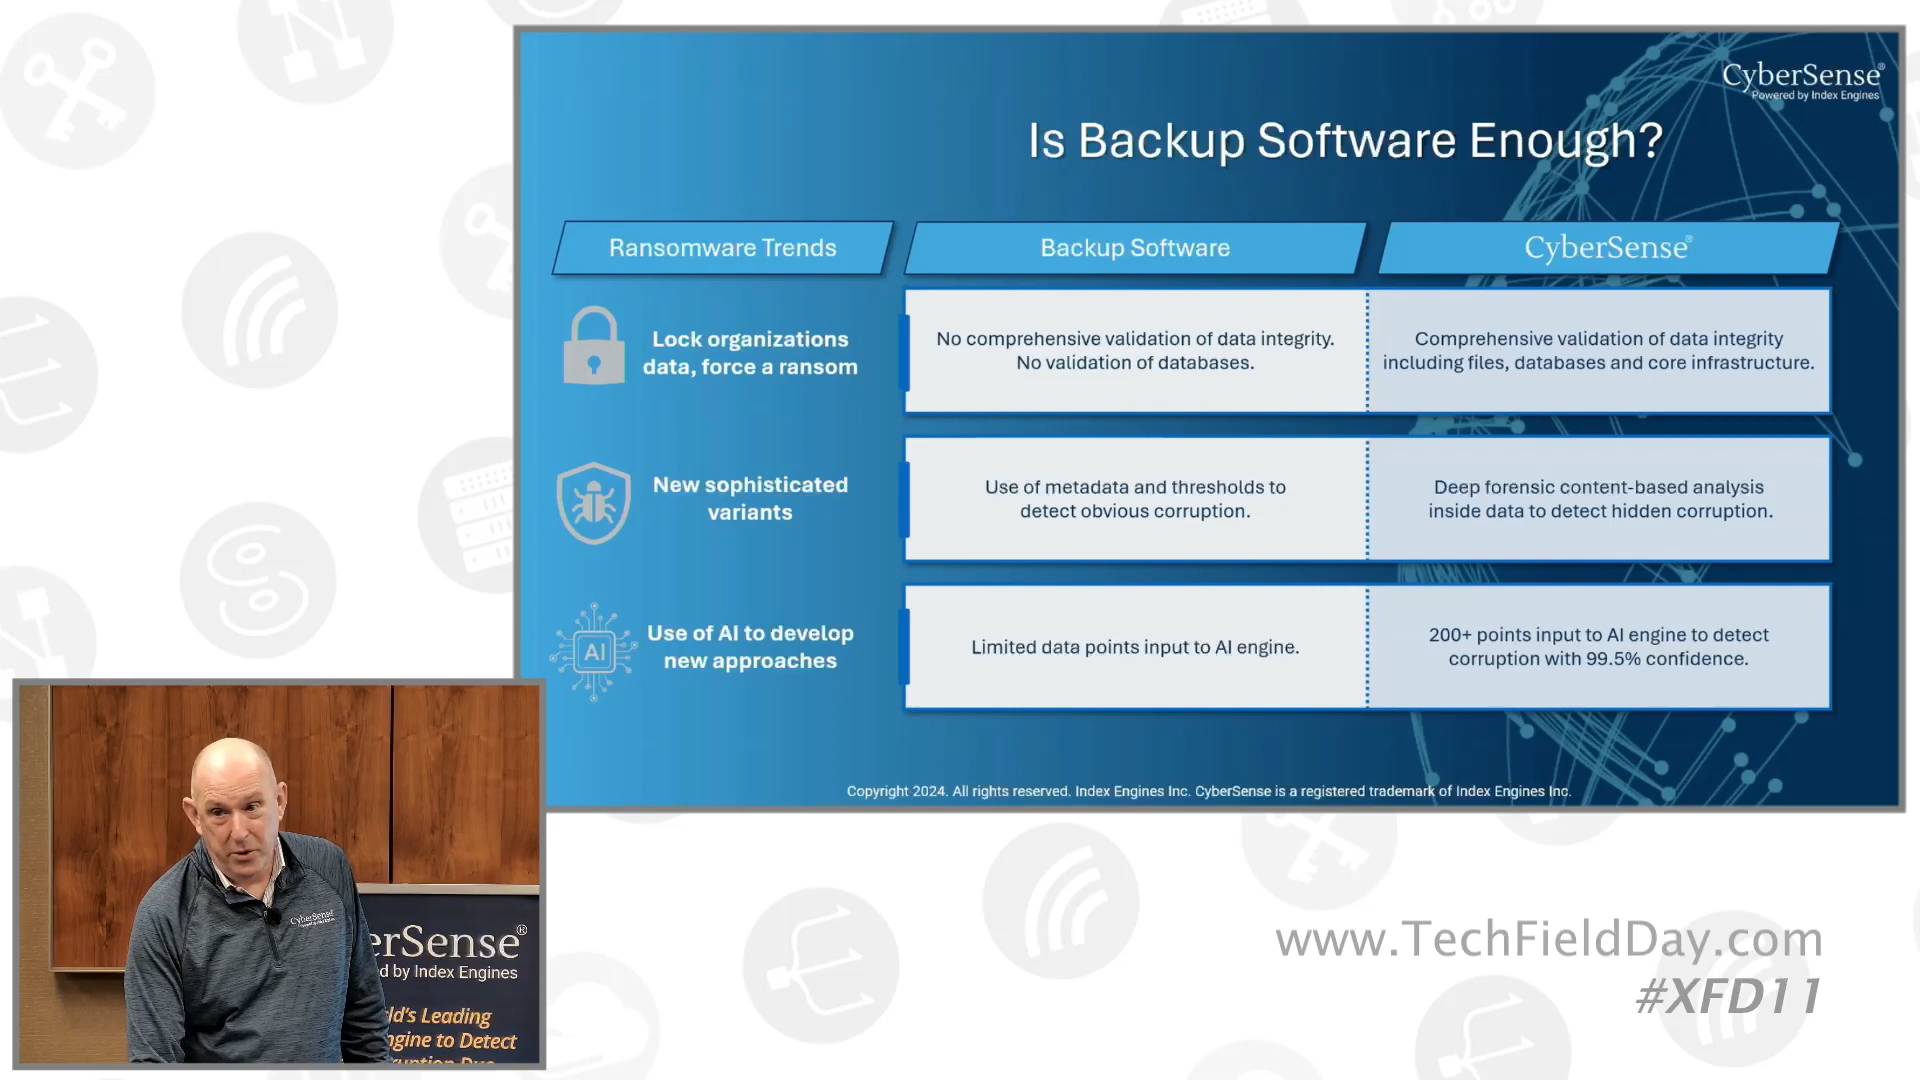 CyberSense®
Powered by Index Engines
Is Backup Software Enough?
Ransomware Trends
Backup Software
CyberSense®
Lock organizations
data, force a ransom
No comprehensive validation of data integrity.
No validation of databases.
Comprehensive validation of data integrity
including files, databases and core infrastructure.
New sophisticated
variants
Use of metadata and thresholds to
detect obvious corruption.
Deep forensic content-based analysis
inside data to detect hidden corruption.
AI
Use of AI to develop
new approaches
Limited data points input to AI engine.
200+ points input to AI engine to detect
corruption with 99.5% confidence.
Copyright 2024. All rights reserved. Index Engines Inc. CyberSense is a registered trademark of Index Engines Inc.
CyberSense
erSense®
d by Index Engines
ld's Leading
ngine to Detect
www.TechFieldDay.com
#XFD11